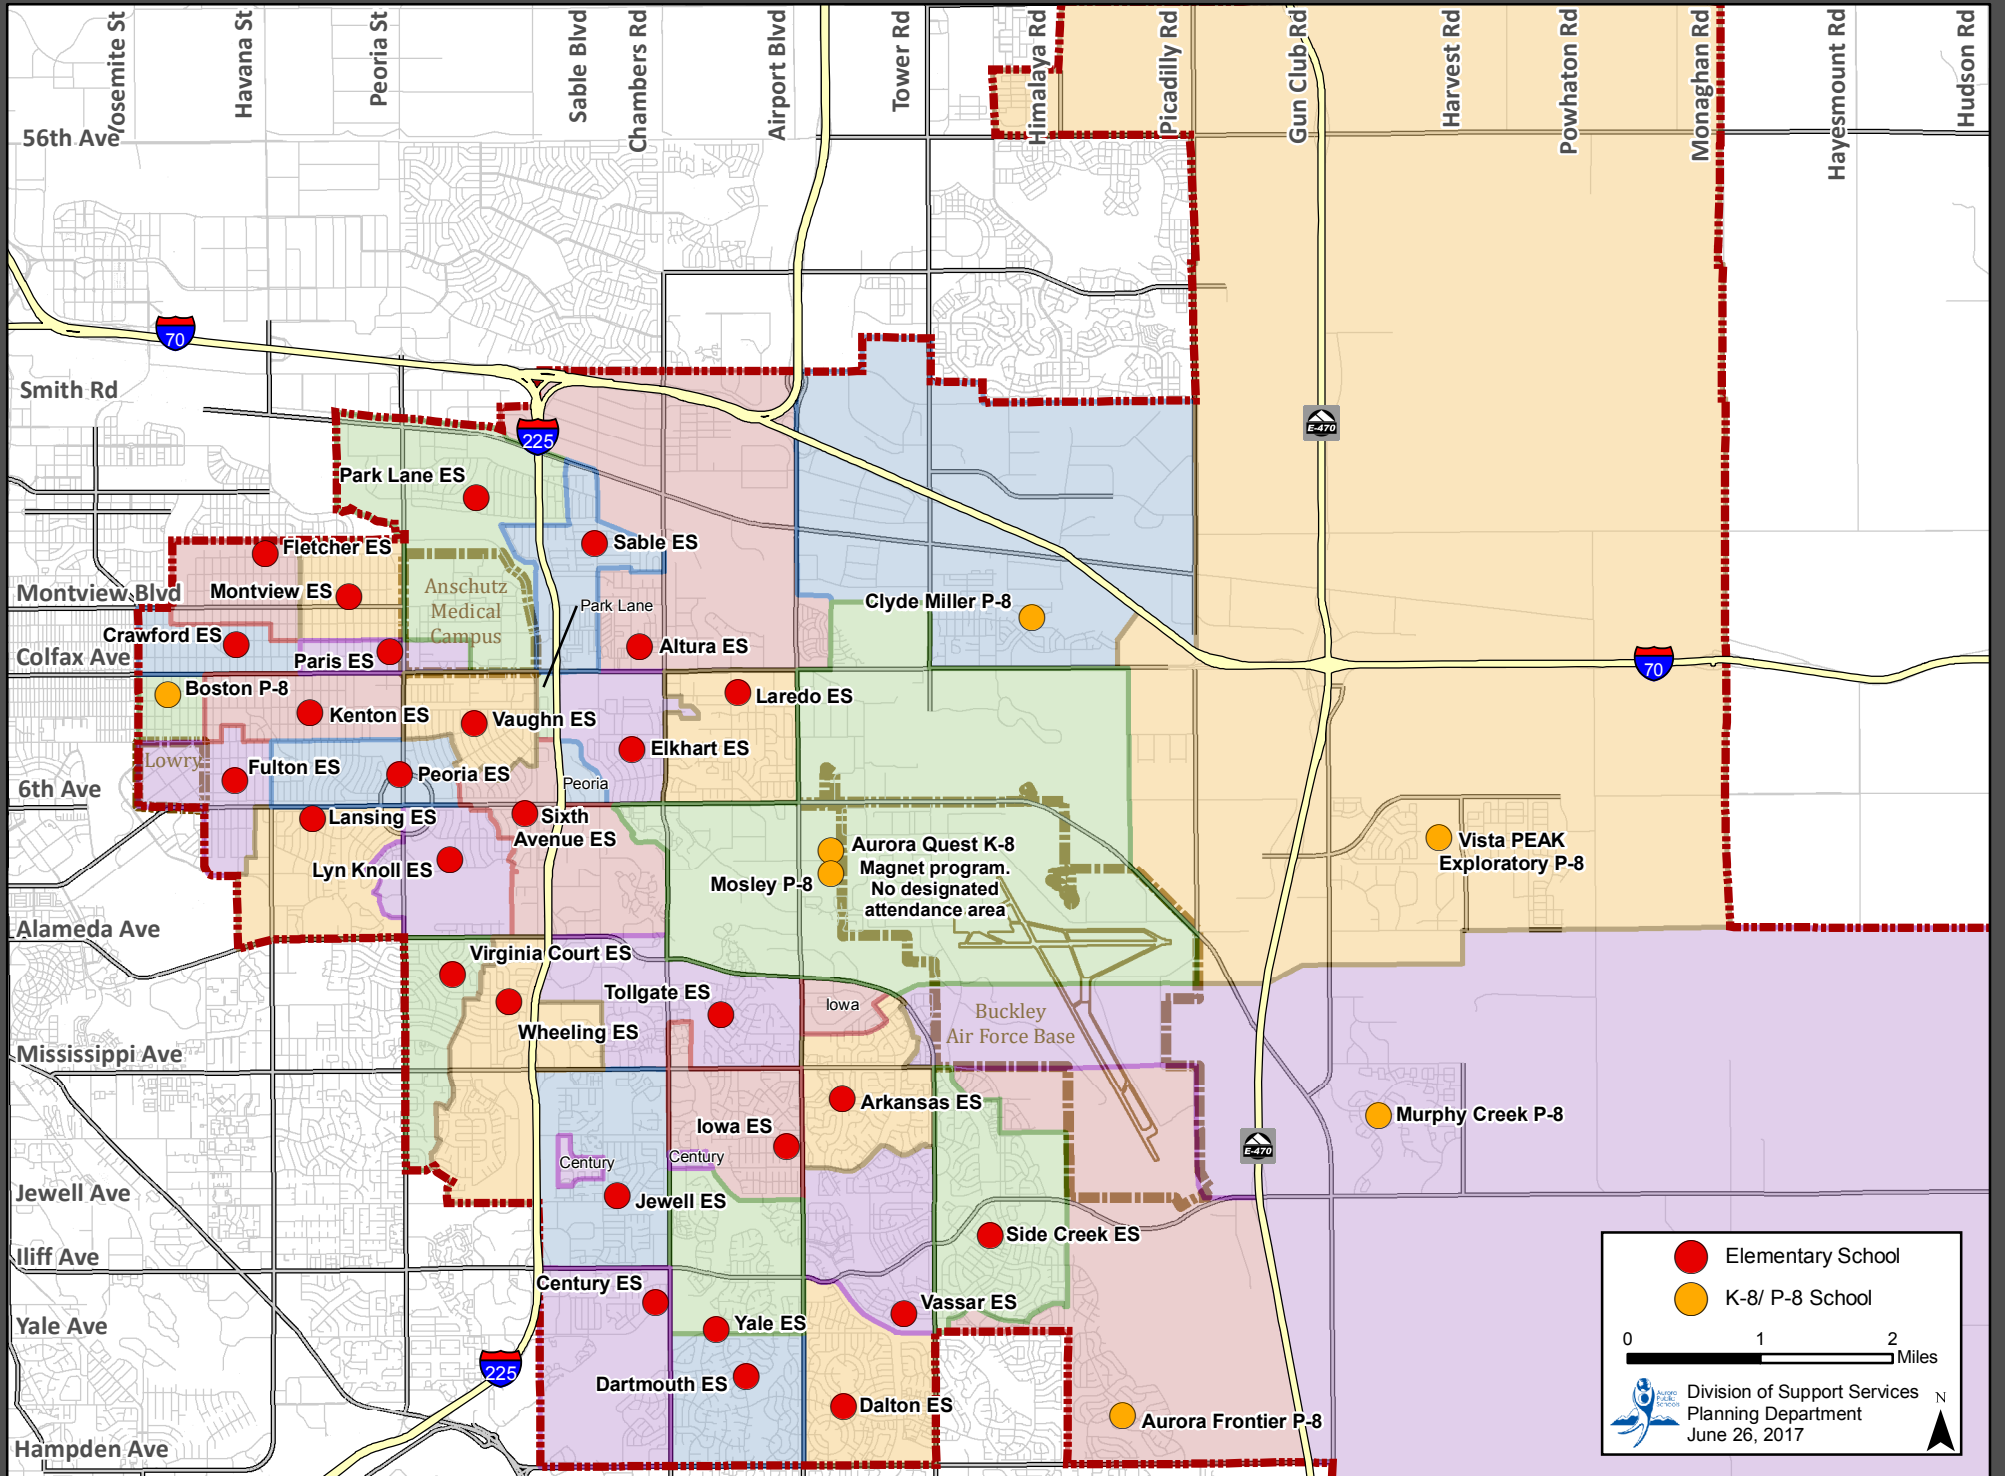 Yosemite St
Havana St
Peoria St
Sable Blvd
Chambers Rd
Airport Blvd
Tower Rd
Himalaya Rd
Picadilly Rd
Gun Club Rd
Harvest Rd
Powhaton Rd
Monaghan Rd
Hayesmount Rd
Hudson Rd
56th Ave
70
Smith Rd
225
E-470
Park Lane ES
Fletcher ES
Sable ES
Montview ES
Anschutz
Medical
Campus
Montview Blvd
Park Lane
Clyde Miller P-8
Crawford ES
Colfax Ave
Paris ES
Altura ES
70
Boston P-8
Kenton ES
Vaughn ES
Laredo ES
Lowry
Fulton ES
Peoria ES
Elkhart ES
Peoria
6th Ave
Lansing ES
Sixth
Avenue ES
Lyn Knoll ES
Mosley P-8
Aurora Quest K-8
Magnet program.
No designated
attendance area
Vista PEAK
Exploratory P-8
Alameda Ave
Virginia Court ES
Tollgate ES
Iowa
Wheeling ES
Buckley
Air Force Base
Mississippi Ave
Arkansas ES
Murphy Creek P-8
Iowa ES
Century
Century
E-470
Jewell Ave
Jewell ES
Side Creek ES
Iliff Ave
Century ES
Vassar ES
Yale Ave
Yale ES
225
Dartmouth ES
Dalton ES
Aurora Frontier P-8
Hampden Ave
Elementary School
K-8/ P-8 School
0 1 2
Miles
Aurora
Public
Schools
Division of Support Services
Planning Department
June 26, 2017
N